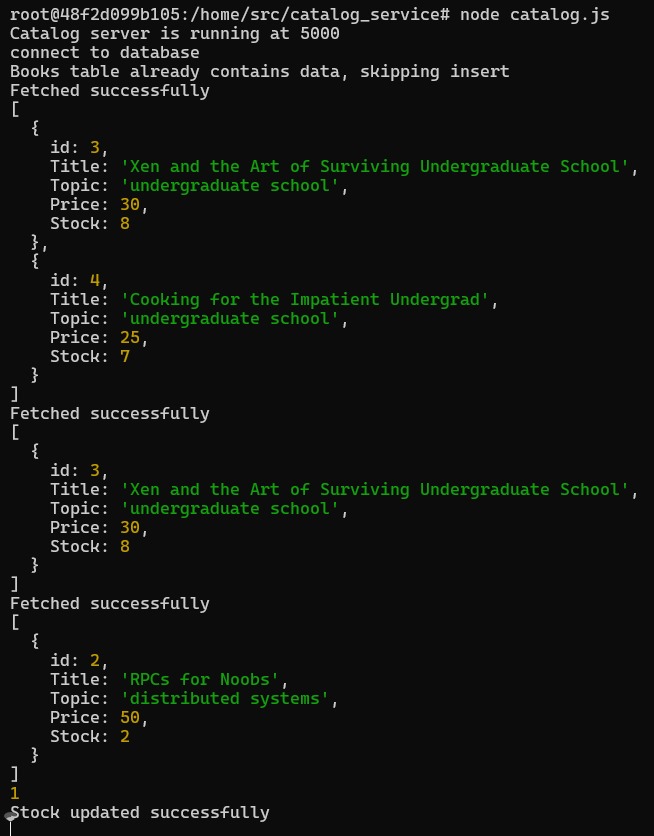 root@48f2d099b105:/home/src/catalog_service# node catalog.js
Catalog server is running at 5000
connect to database
Books table already contains data, skipping insert
Fetched successfully
[
  {
    id: 3,
    Title: 'Xen and the Art of Surviving Undergraduate School',
    Topic: 'undergraduate school',
    Price: 30,
    Stock: 8
  },
  {
    id: 4,
    Title: 'Cooking for the Impatient Undergrad',
    Topic: 'undergraduate school',
    Price: 25,
    Stock: 7
  }
]
Fetched successfully
[
  {
    id: 3,
    Title: 'Xen and the Art of Surviving Undergraduate School',
    Topic: 'undergraduate school',
    Price: 30,
    Stock: 8
  }
]
Fetched successfully
[
  {
    id: 2,
    Title: 'RPCs for Noobs',
    Topic: 'distributed systems',
    Price: 50,
    Stock: 2
  }
]
1
Stock updated successfully